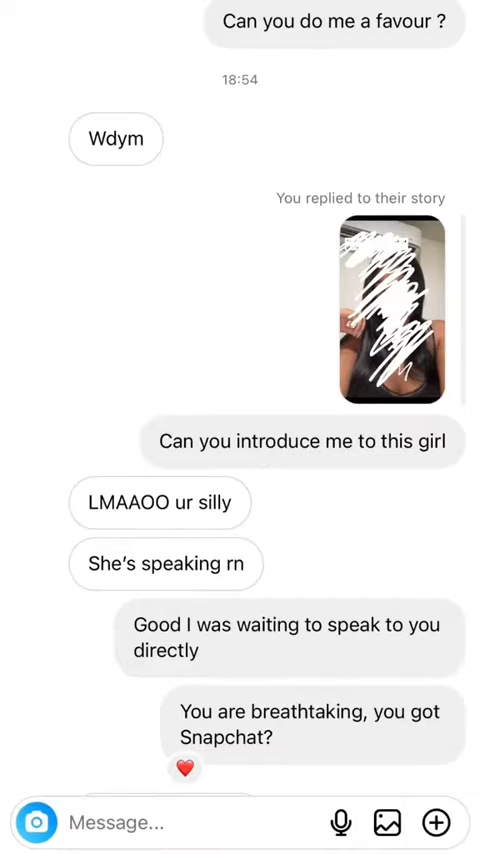 Can you do me a favour ?
18:54
Wdym
You replied to their story
Can you introduce me to this girl
LMAAOO ur silly
She's speaking rn
Good I was waiting to speak to you
directly
You are breathtaking, you got
Snapchat?
Message...